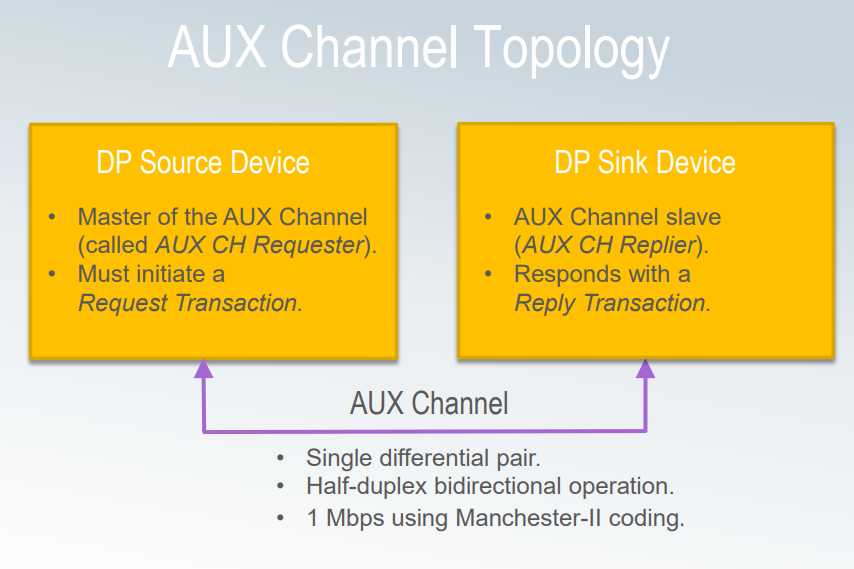 AUX Channel Topology
DP Source Device
• Master of the AUX Channel
(called AUX CH Requester).
• Must initiate a
Request Transaction.
DP Sink Device
• AUX Channel slave
(AUX CH Replier).
• Responds with a
Reply Transaction.
AUX Channel
• Single differential pair.
• Half-duplex bidirectional operation.
• 1 Mbps using Manchester-II coding.